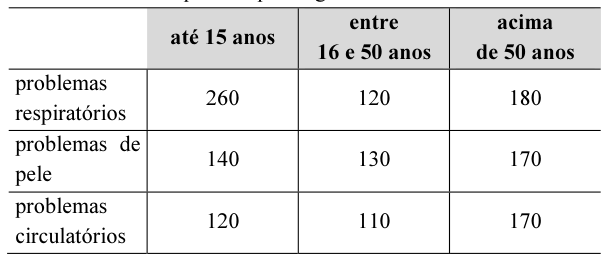 até 15 anos
entre
16 e 50 anos
acima
de 50 anos
problemas
respiratórios
260
120
180
problemas de
pele
140
130
170
problemas
circulatórios
120
110
170